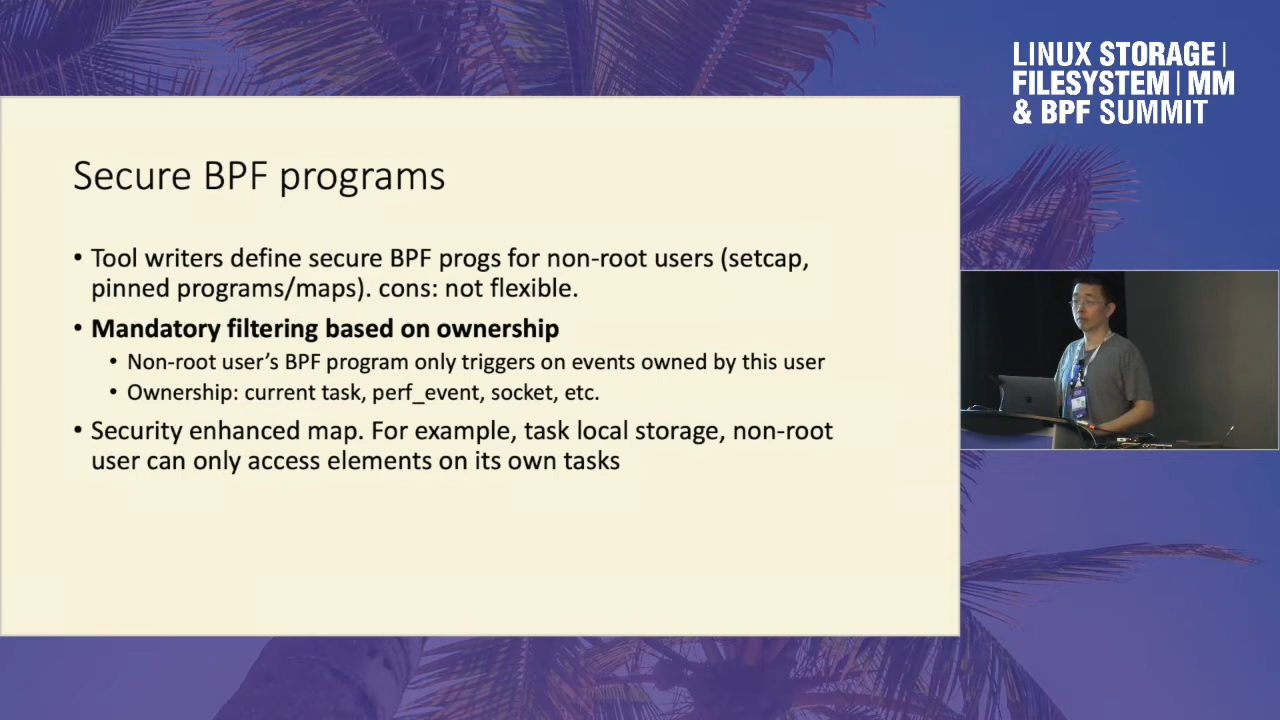 LINUX STORAGE |
FILESYSTEM | MM
& BPF SUMMIT
Secure BPF programs
• Tool writers define secure BPF progs for non-root users (setcap,
pinned programs/maps). cons: not flexible.
• Mandatory filtering based on ownership
• Non-root user’s BPF program only triggers on events owned by this user
• Ownership: current task, perf_event, socket, etc.
• Security enhanced map. For example, task local storage, non-root
user can only access elements on its own tasks